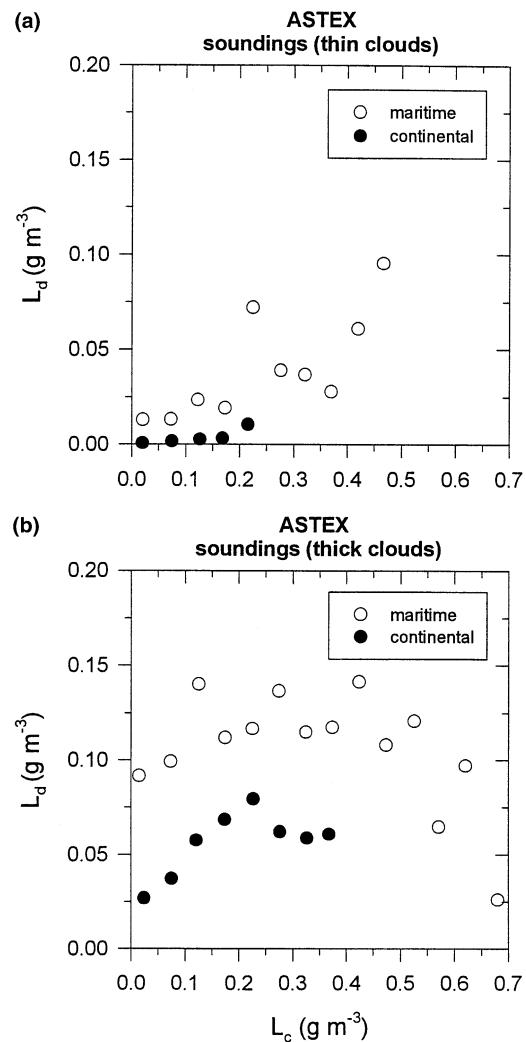 (a)
ASTEX
soundings (thin clouds)
0.20
0.15
0.10
0.05
0.00
L_d (g m^-3)
maritime
continental
0.0 0.1 0.2 0.3 0.4 0.5 0.6 0.7
(b)
ASTEX
soundings (thick clouds)
0.20
0.15
0.10
0.05
0.00
L_d (g m^-3)
maritime
continental
0.0 0.1 0.2 0.3 0.4 0.5 0.6 0.7
L_c (g m^-3)